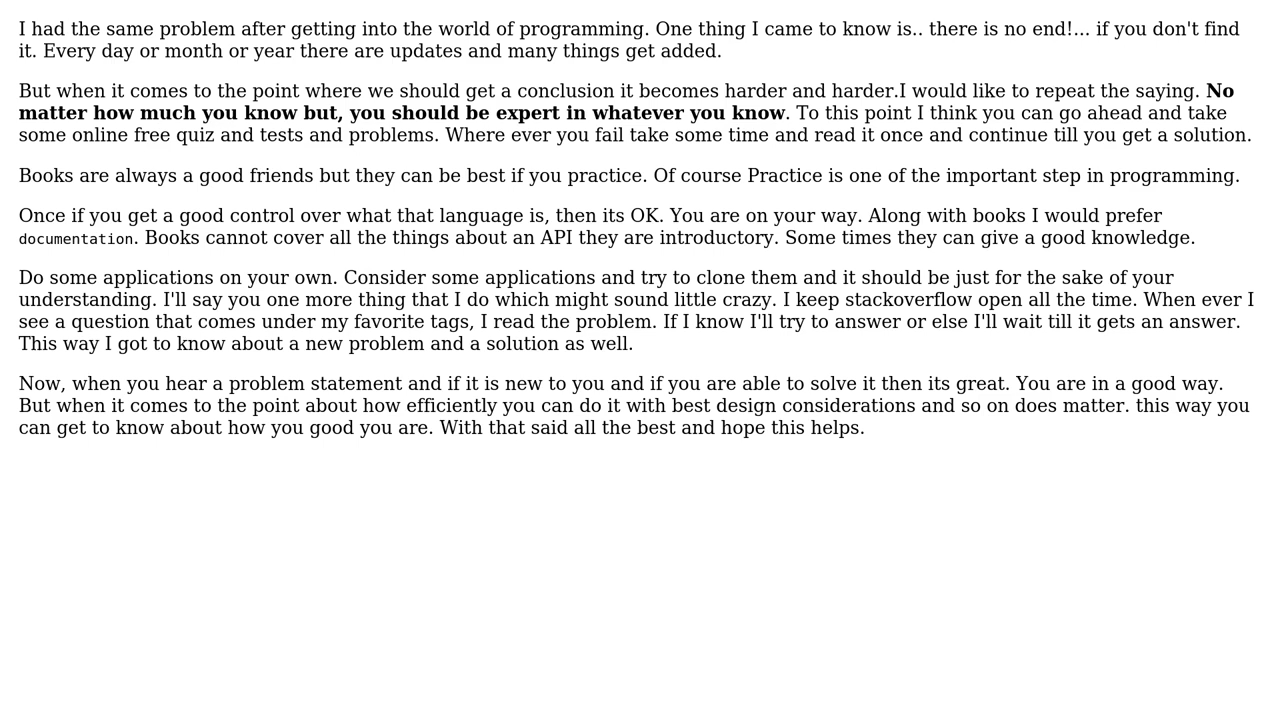 I had the same problem after getting into the world of programming. One thing I came to know is.. there is no end!... if you don't find
it. Every day or month or year there are updates and many things get added.
But when it comes to the point where we should get a conclusion it becomes harder and harder.I would like to repeat the saying. No
matter how much you know but, you should be expert in whatever you know. To this point I think you can go ahead and take
some online free quiz and tests and problems. Where ever you fail take some time and read it once and continue till you get a solution.
Books are always a good friends but they can be best if you practice. Of course Practice is one of the important step in programming.
Once if you get a good control over what that language is, then its OK. You are on your way. Along with books I would prefer
documentation. Books cannot cover all the things about an API they are introductory. Some times they can give a good knowledge.
Do some applications on your own. Consider some applications and try to clone them and it should be just for the sake of your
understanding. I'll say you one more thing that I do which might sound little crazy. I keep stackoverflow open all the time. When ever I
see a question that comes under my favorite tags, I read the problem. If I know I'll try to answer or else I'll wait till it gets an answer.
This way I got to know about a new problem and a solution as well.
Now, when you hear a problem statement and if it is new to you and if you are able to solve it then its great. You are in a good way.
But when it comes to the point about how efficiently you can do it with best design considerations and so on does matter. this way you
can get to know about how you good you are. With that said all the best and hope this helps.